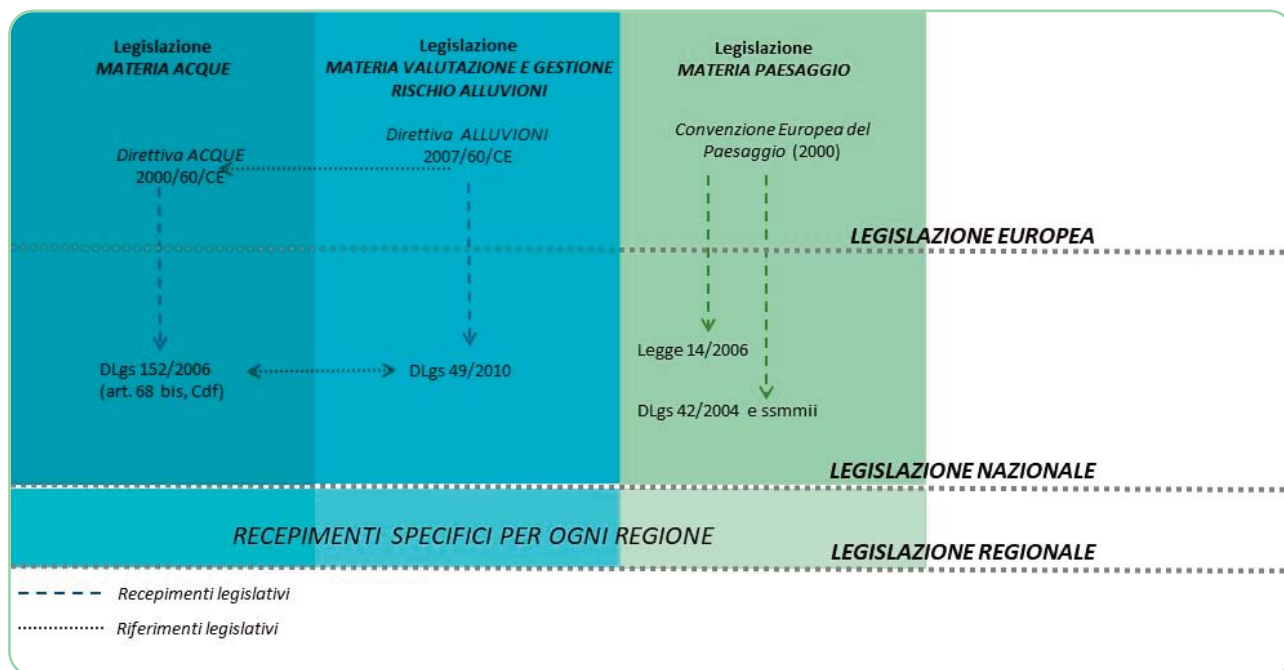 Legislazione
MATERIA ACQUE
Legislazione
MATERIA VALUTAZIONE E GESTIONE
RISCHIO ALLUVIONI
Legislazione
MATERIA PAESAGGIO
Direttiva ACQUE
2000/60/CE
Direttiva ALLUVIONI
2007/60/CE
Convenzione Europea del
Paesaggio (2000)
LEGISLAZIONE EUROPEA
DLgs 152/2006
(art. 68 bis, Cdf)
DLgs 49/2010
Legge 14/2006
DLgs 42/2004 e ssmmii
LEGISLAZIONE NAZIONALE
RECEPIMENTI SPECIFICI PER OGNI REGIONE
LEGISLAZIONE REGIONALE
Recepimenti legislativi
Riferimenti legislativi